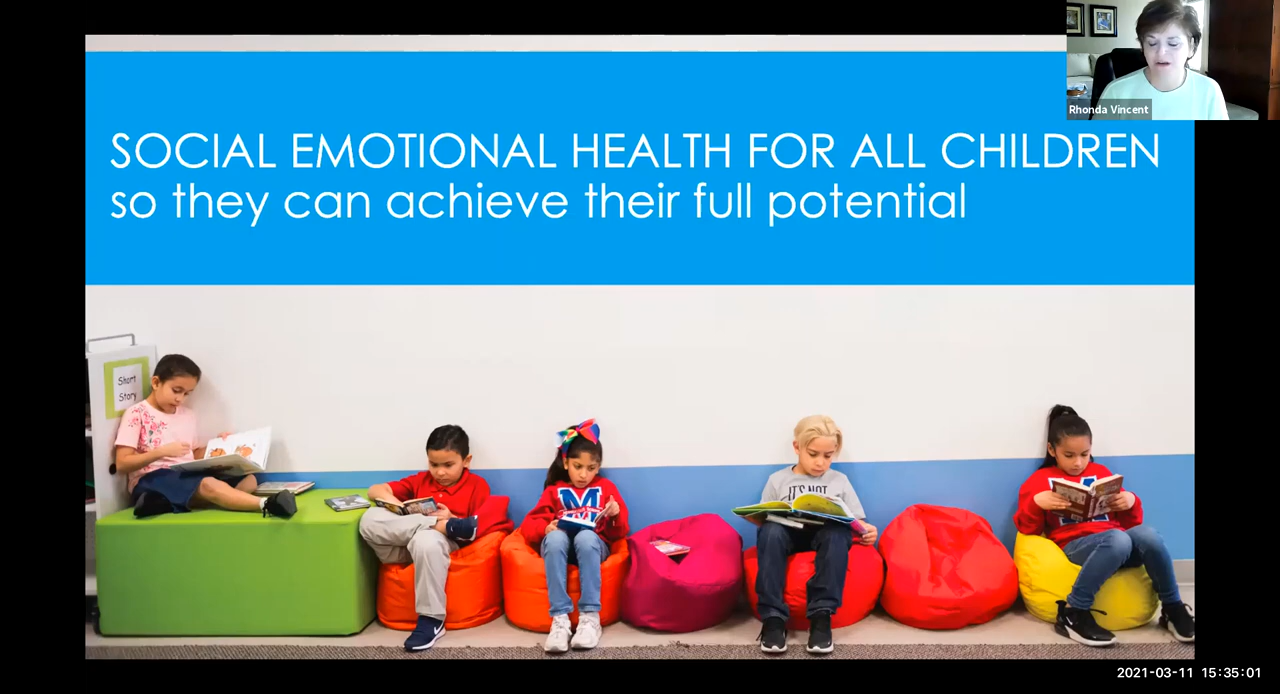 Rhonda Vincent
SOCIAL EMOTIONAL HEALTH FOR ALL CHILDREN
so they can achieve their full potential
Short
Story
M
IT'S NOT
2021-03-11 15:35:01